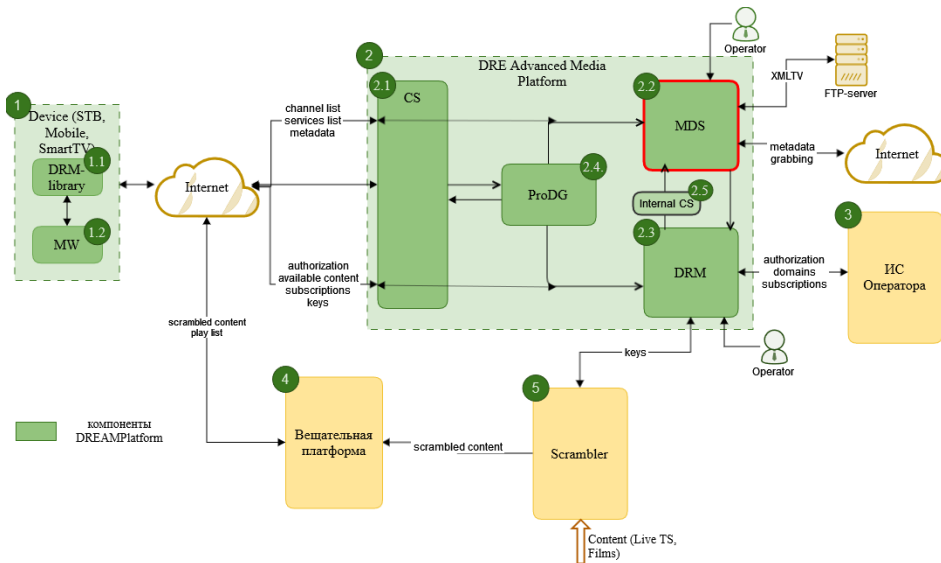 Operator
2
DRE Advanced Media
Platform
2.1
CS
2.2
MDS
XMLTV
FTP-server
1
Device (STB,
Mobile,
SmartTV)
1.1
DRM-
library
1.2
MW
Internet
channel list
services list
metadata
2.4.
ProDG
2.5
Internal CS
metadata
grabbing
Internet
2.3
DRM
authorization
available content
subscriptions
keys
authorization
domains
subscriptions
3
ИС
Оператора
scrambled content
play list
keys
Operator
4
Вещательная
платформа
scrambled content
5
Scrambler
компоненты
DREAMPlatform
Content (Live TS,
Films)